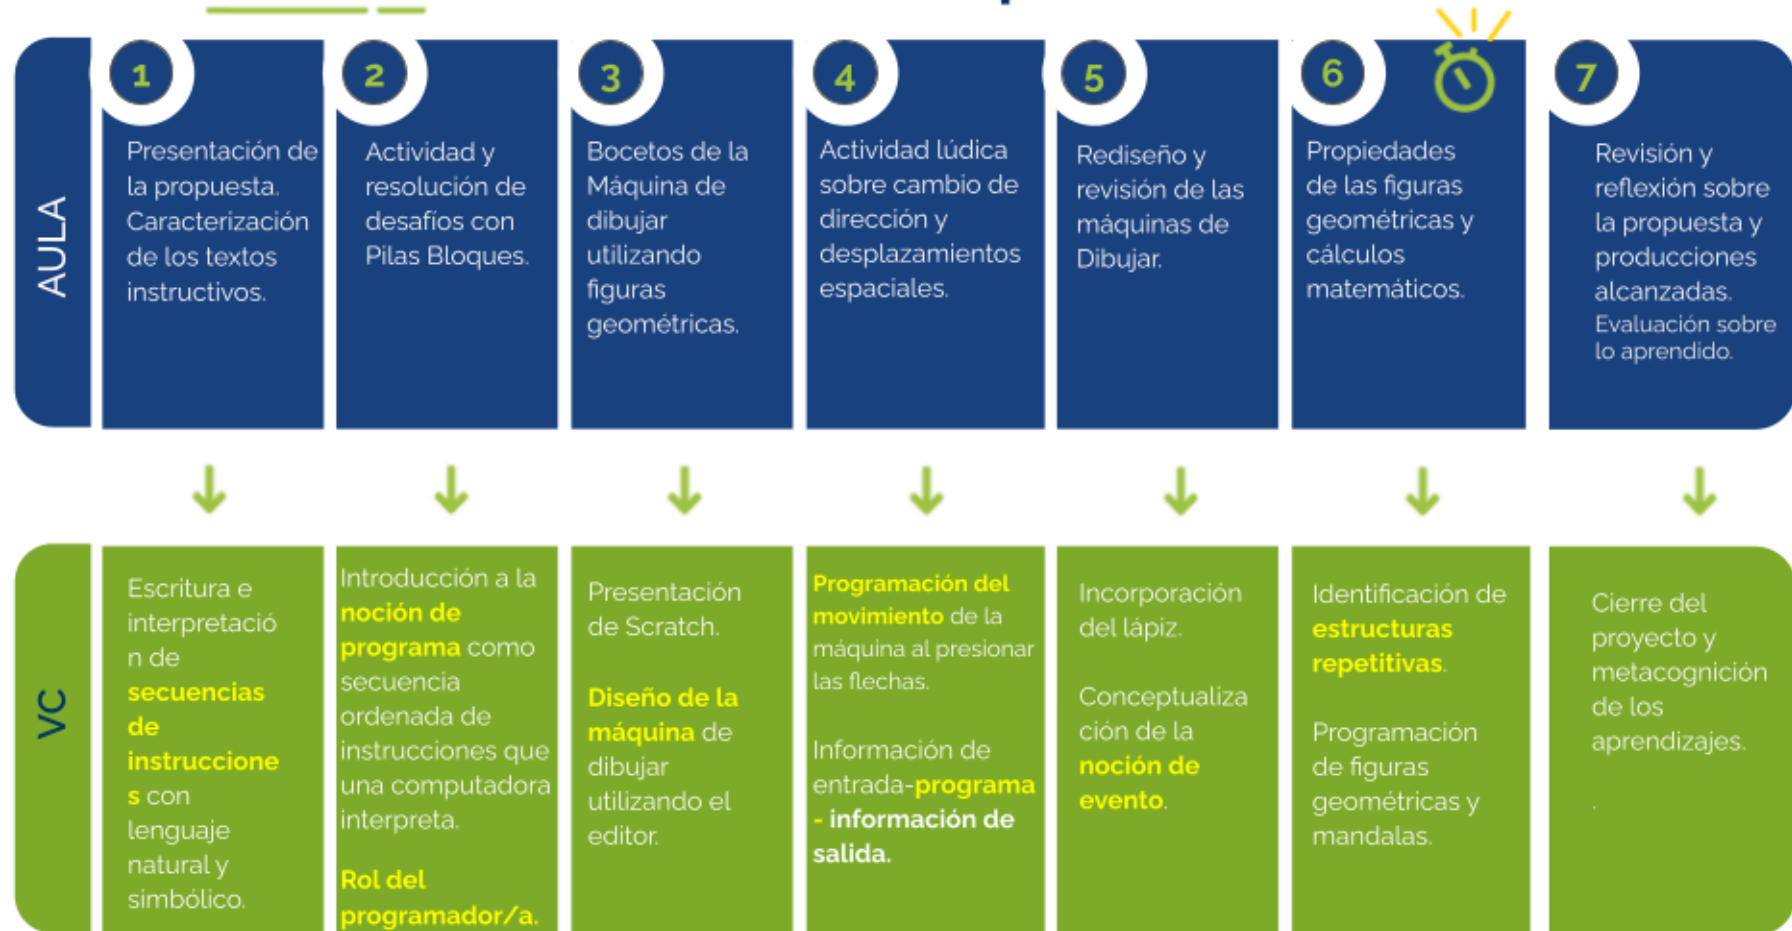 AULA
1
Presentación de
la propuesta.
Caracterización
de los textos
instructivos.
2
Actividad y
resolución de
desafíos con
Pilas Bloques.
3
Bocetos de la
Máquina de
dibujar
utilizando
figuras
geométricas.
4
Actividad lúdica
sobre cambio de
dirección y
desplazamientos
espaciales.
5
Rediseño y
revisión de las
máquinas de
Dibujar.
6
Propiedades
de las figuras
geométricas y
cálculos
matemáticos.
7
Revisión y
reflexión sobre
la propuesta y
producciones
alcanzadas.
Evaluación sobre
lo aprendido.
VC
Escritura e
interpretació
n de
secuencias
de
instruccione
s con
lenguaje
natural y
simbólico.
Introducción a la
noción de
programa como
secuencia
ordenada de
instrucciones que
una computadora
interpreta.
Rol del
programador/a.
Presentación
de Scratch.
Diseño de la
máquina de
dibujar
utilizando el
editor.
Programación del
movimiento de la
máquina al presionar
las flechas.
Información de
entrada-programa
- información de
salida.
Incorporación
del lápiz.
Conceptualiza
ción de la
noción de
evento.
Identificación de
estructuras
repetitivas.
Programación
de figuras
geométricas y
mandalas.
Cierre del
proyecto y
metacognición
de los
aprendizajes.
.